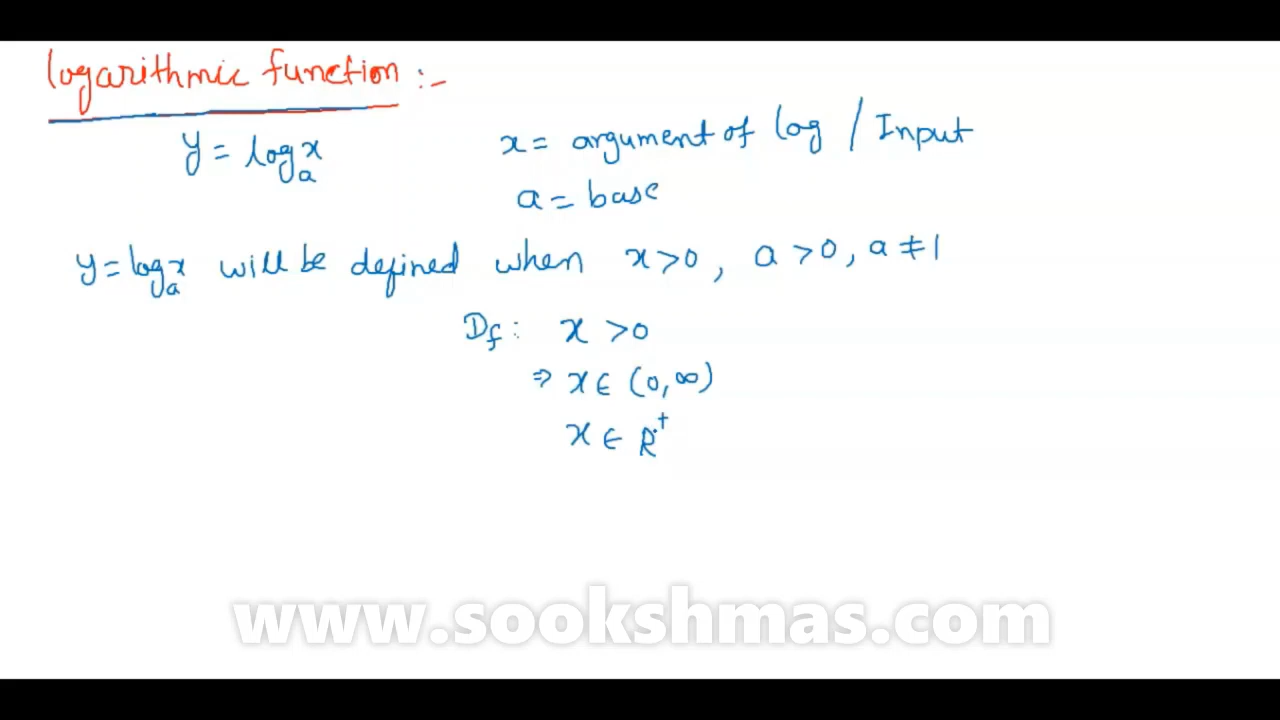 logarithmic function :-
y = logₐx
x = argument of log / Input
a = base
y = logₐx will be defined when x > 0, a > 0, a ≠ 1
Df : x > 0
⇒ x ∈ (0, ∞)
x ∈ R⁺
www.sookshmas.com